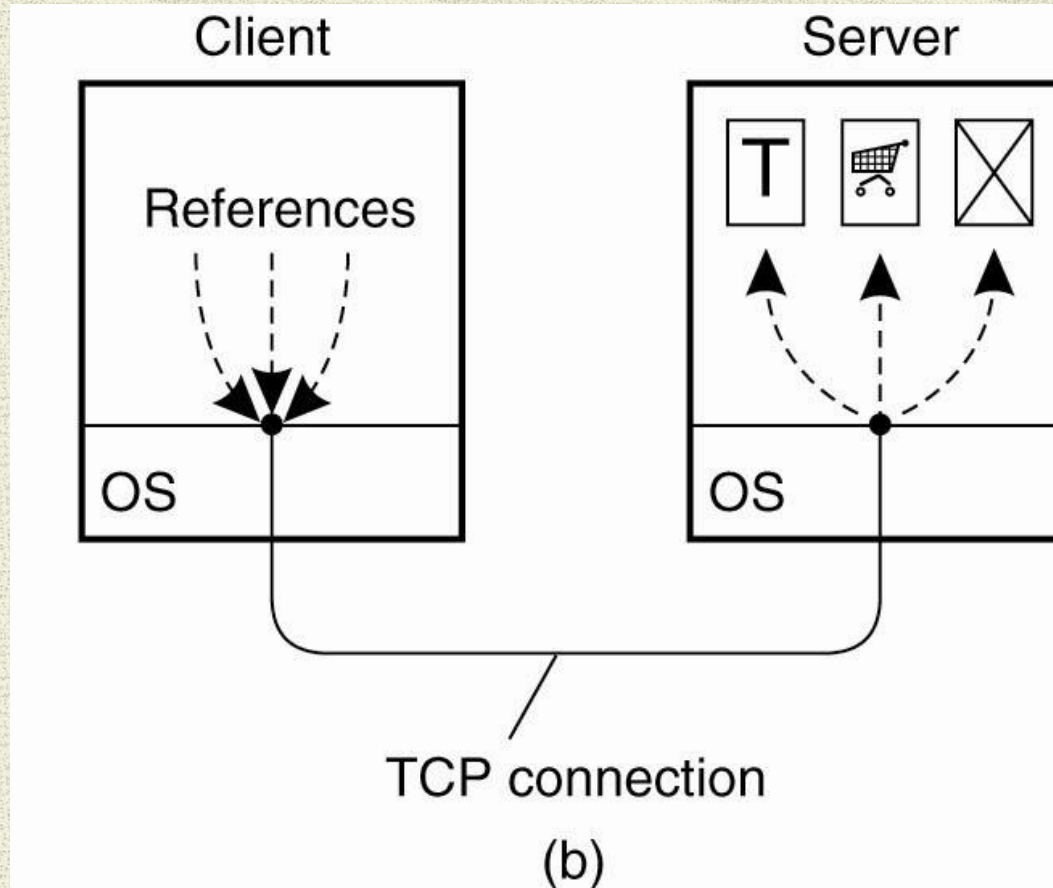 Client
Server
References
T
OS
OS
TCP connection
(b)